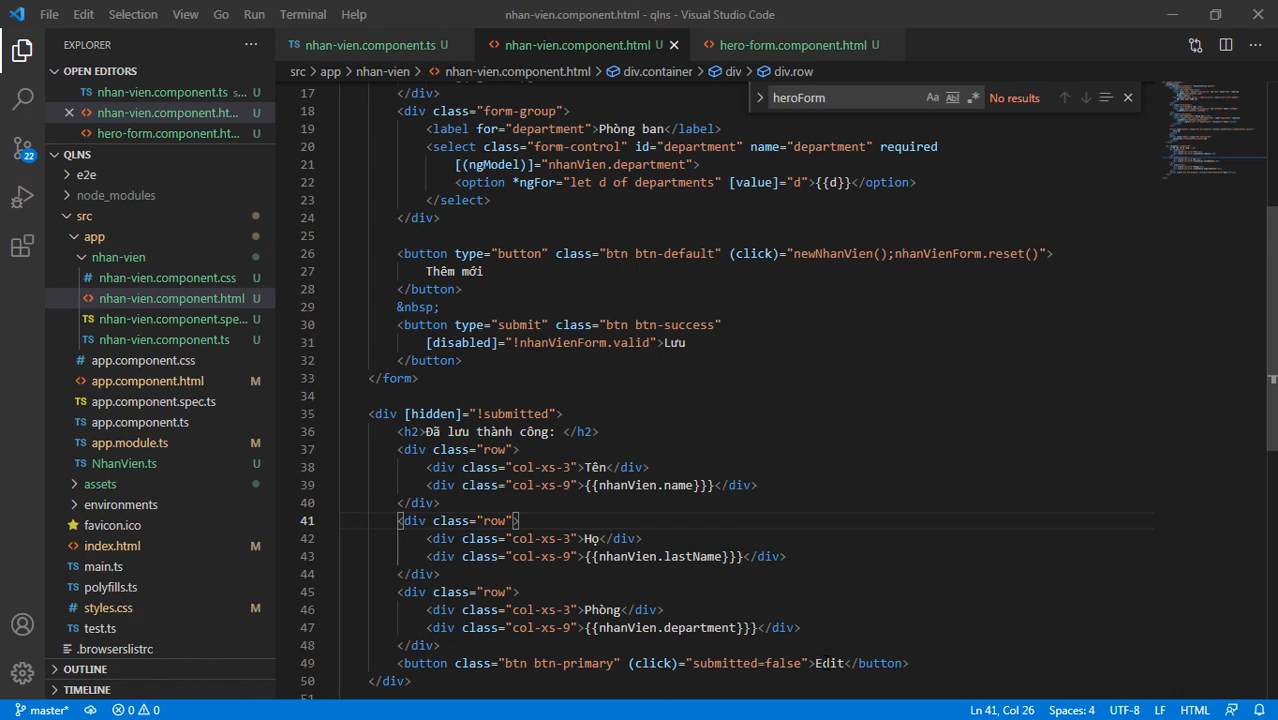 File Edit Selection View Go Run Terminal Help nhan-vien.component.html - qlns - Visual Studio Code
EXPLORER
nhan-vien.component.ts U
nhan-vien.component.html U
hero-form.component.html U
OPEN EDITORS
nhan-vien.component.ts s...
nhan-vien.component.ht...
hero-form.component.ht...
QLNS
e2e
node_modules
src
app
nhan-vien
nhan-vien.component.css U
nhan-vien.component.html U
nhan-vien.component.spe... U
nhan-vien.component.ts U
app.component.css
app.component.html M
app.component.spec.ts
app.component.ts
app.module.ts M
NhanVien.ts U
assets
environments
favicon.ico
index.html M
main.ts
polyfills.ts
styles.css M
test.ts
.browserslistrc
OUTLINE
TIMELINE
22
src > app > nhan-vien > nhan-vien.component.html > div.container > div > div.row
heroForm Aa Ab .* No results
17 </div>
18 <div class="form-group">
19 <label for="department">Phòng ban</label>
20 <select class="form-control" id="department" name="department" required
21 [(ngModel)]="nhanVien.department">
22 <option *ngFor="let d of departments" [value]="d">{{d}}</option>
23 </select>
24 </div>
25
26 <button type="button" class="btn btn-default" (click)="newNhanVien();nhanVienForm.reset()">
27 Thêm mới
28 </button>
29 &nbsp;
30 <button type="submit" class="btn btn-success"
31 [disabled]="!nhanVienForm.valid">Lưu
32 </button>
33 </form>
34
35 <div [hidden]="!submitted">
36 <h2>Đã lưu thành công: </h2>
37 <div class="row">
38 <div class="col-xs-3">Tên</div>
39 <div class="col-xs-9">{{nhanVien.name}}}</div>
40 </div>
41 <div class="row">
42 <div class="col-xs-3">Họ</div>
43 <div class="col-xs-9">{{nhanVien.lastName}}}</div>
44 </div>
45 <div class="row">
46 <div class="col-xs-3">Phòng</div>
47 <div class="col-xs-9">{{nhanVien.department}}}</div>
48 </div>
49 <button class="btn btn-primary" (click)="submitted=false">Edit</button>
50 </div>
51
master* 0 0 Ln 41, Col 26 Spaces: 4 UTF-8 LF HTML